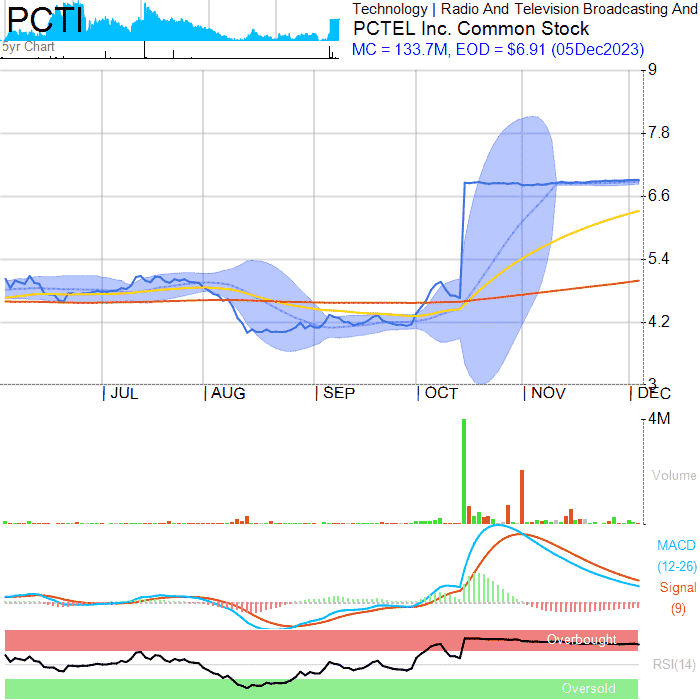 PCTI
5yr Chart
Technology | Radio And Television Broadcasting And
PCTEL Inc. Common Stock
MC = 133.7M, EOD = $6.91 (05Dec2023)
9
7.8
6.6
5.4
4.2
3
JUL AUG SEP OCT NOV DEC
4M
Volume
MACD
(12-26)
Signal
(9)
Overbought
RSI(14)
Oversold